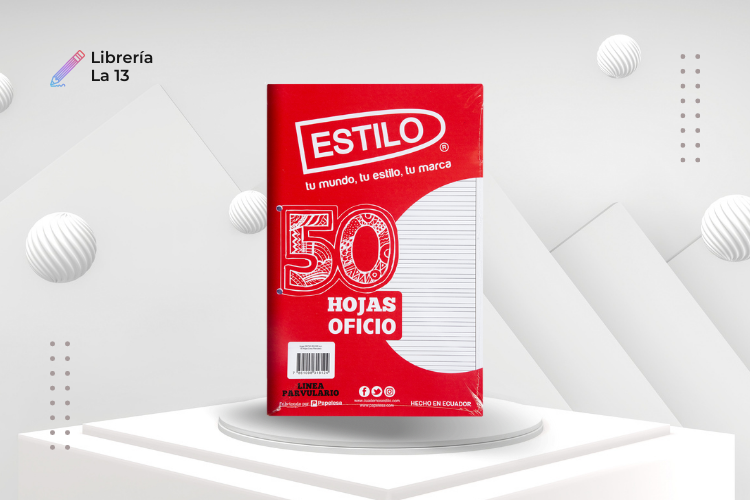 Librería
La 13
ESTILO
®
tu mundo, tu estilo, tu marca
50
HOJAS
OFICIO
LINEA
PARVULARIO
Papelesa
HECHO EN ECUADOR